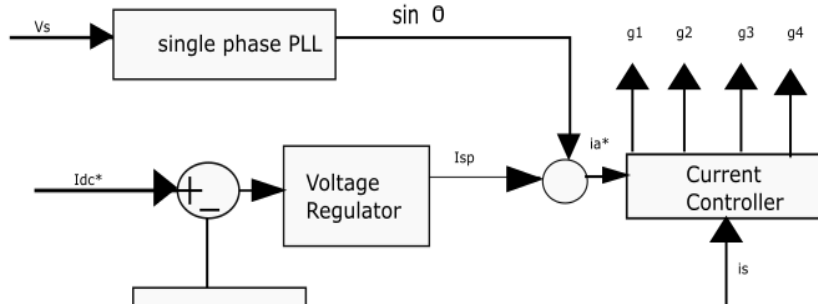 Vs
single phase PLL
sin Θ
g1 g2 g3 g4
Idc*
+
−
Voltage
Regulator
Isp
ia*
Current
Controller
is